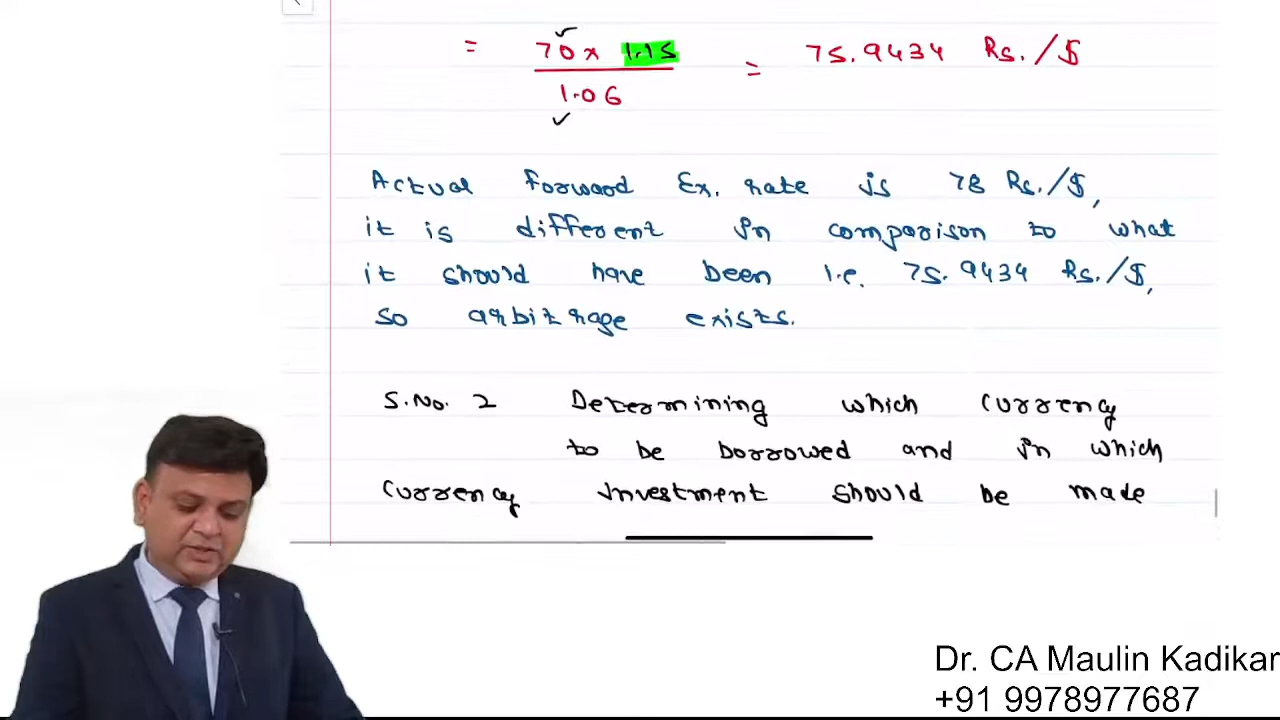 = 70 x 1.15 = 75.9434 Rs./$
1.06
Actual forward Ex. rate is 78 Rs./$,
it is different in comparison to what
it should have been i.e. 75.9434 Rs./$,
so arbitrage exists.
S.No. 2 Determining which currency
to be borrowed and in which
currency investment should be made
Dr. CA Maulin Kadikar
+91 9978977687